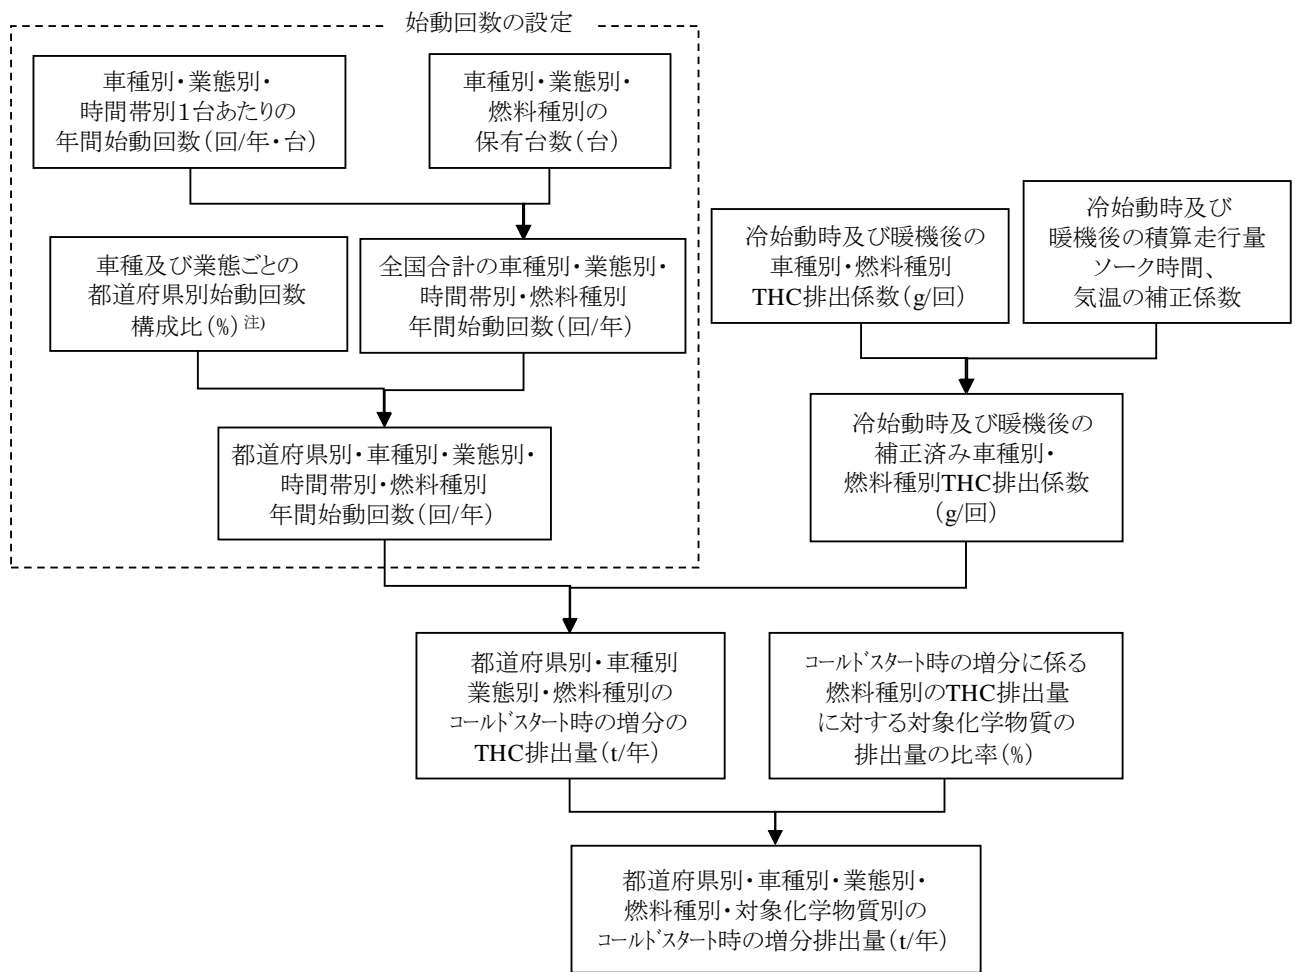 始動回数の設定
車種別・業態別・
時間帯別1台あたりの
年間始動回数(回/年・台)
車種別・業態別・
燃料種別の
保有台数(台)
車種及び業態ごとの
都道府県別始動回数
構成比(%)注)
全国合計の車種別・業態別・
時間帯別・燃料種別
年間始動回数(回/年)
冷始動時及び暖機後の
車種別・燃料種別
THC排出係数(g/回)
冷始動時及び
暖機後の積算走行量
ソーク時間、
気温の補正係数
都道府県別・車種別・業態別・
時間帯別・燃料種別
年間始動回数(回/年)
冷始動時及び暖機後の
補正済み車種別・
燃料種別THC排出係数
(g/回)
都道府県別・車種別
業態別・燃料種別の
コールドスタート時の増分の
THC排出量(t/年)
コールドスタート時の増分に係る
燃料種別のTHC排出量
に対する対象化学物質の
排出量の比率(%)
都道府県別・車種別・業態別・
燃料種別・対象化学物質別の
コールドスタート時の増分排出量(t/年)